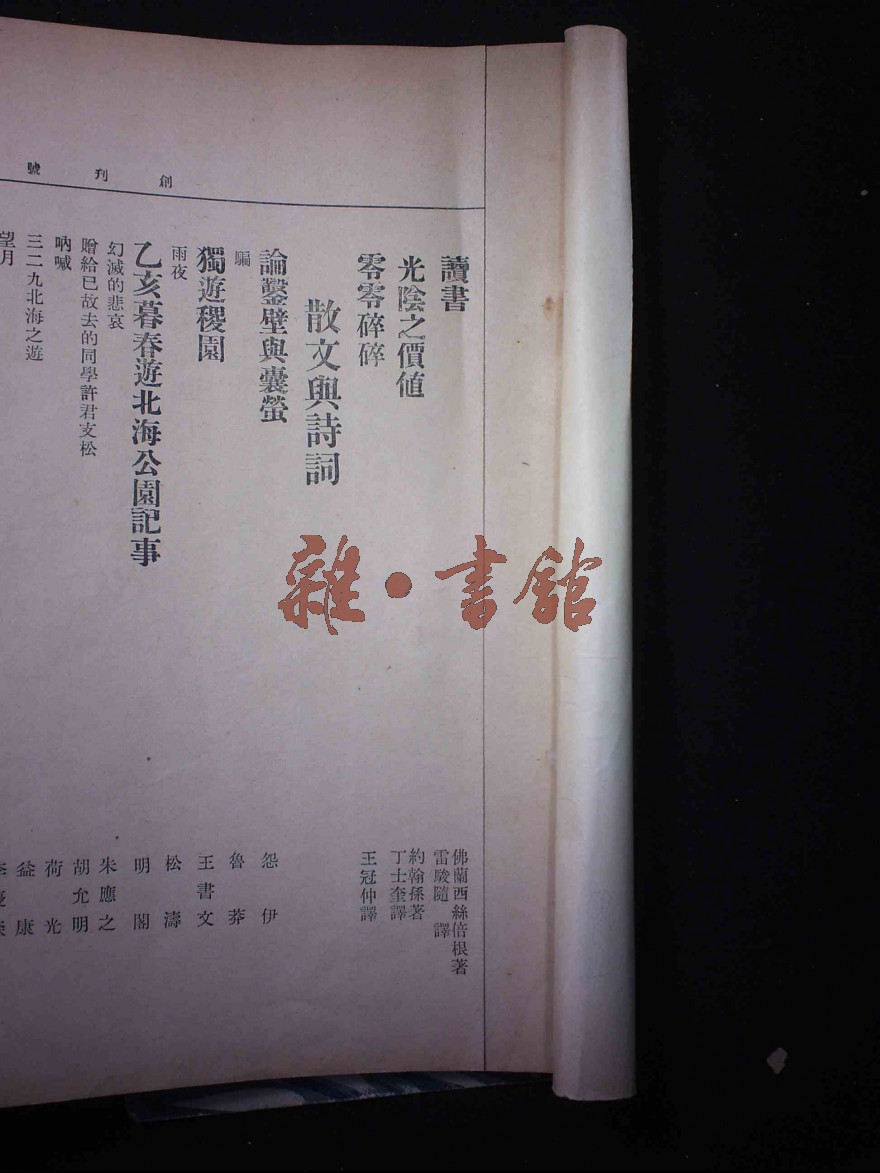 創刊號
讀書 佛蘭西絲倍根著 雷駿隨譯
光陰之價值 約翰孫著 丁士奎譯
零零碎碎 王冠仲譯
散文與詩詞
論鑿壁與囊螢 怨伊
騙 魯莽
獨遊稷園 王書文
雨夜 松濤
乙亥暮春遊北海公園記事 明閣
幻滅的悲哀 朱應之
贈給已故去的同學許君支松 胡允明
吶喊 荷光
三二九北海之遊 益康
望月
雜·書館